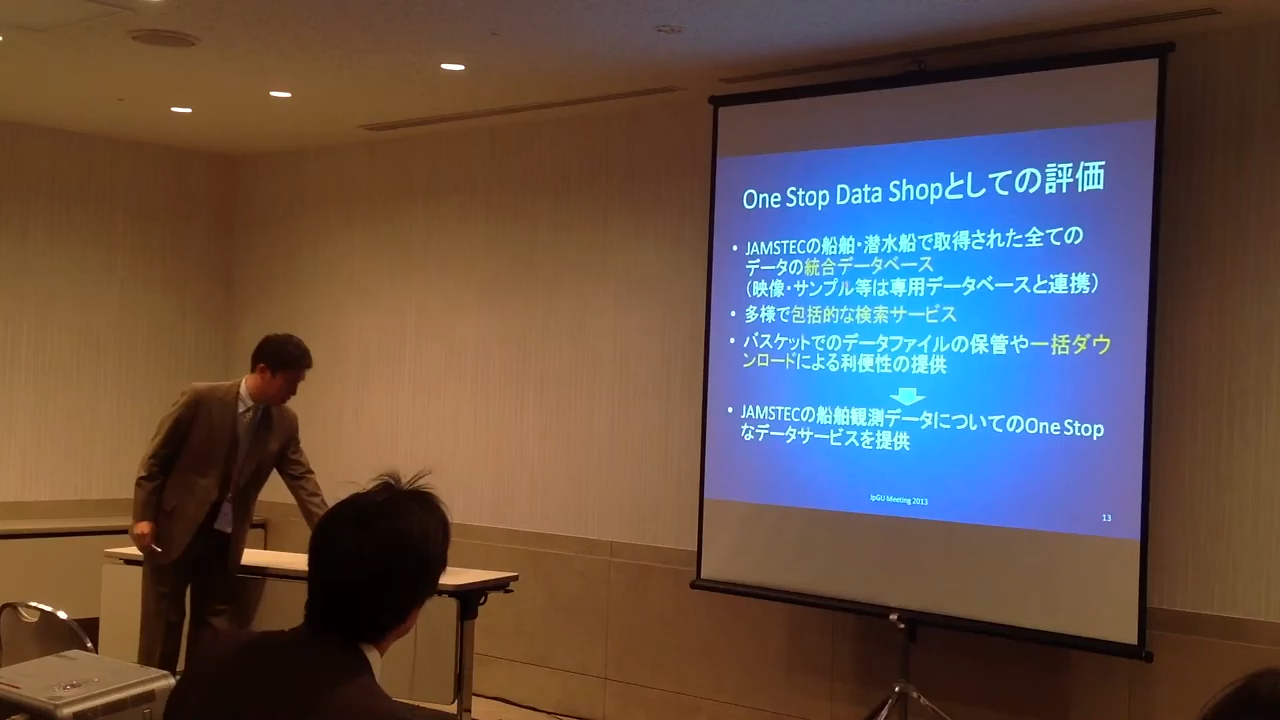 One Stop Data Shopとしての評価
• JAMSTECの船舶・潜水船で取得された全ての
データの統合データベース
（映像・サンプル等は専用データベースと連携）
• 多様で包括的な検索サービス
• バスケットでのデータファイルの保管や一括ダウ
ンロードによる利便性の提供
• JAMSTECの船舶観測データについてのOne Stop
なデータサービスを提供
JpGU Meeting 2013
13